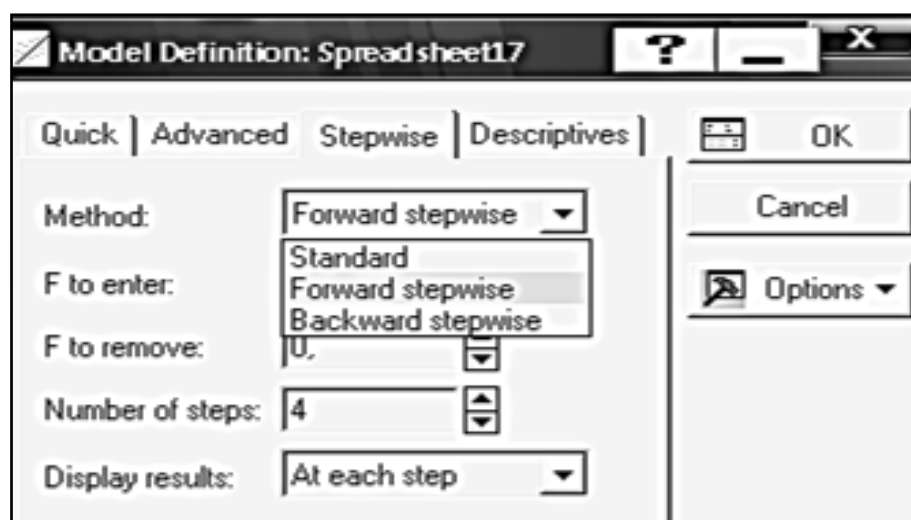 Model Definition: Spreadsheet17
Quick Advanced Stepwise Descriptives
OK
Cancel
Options
Method: Forward stepwise
Standard
Forward stepwise
Backward stepwise
F to enter:
F to remove: 0,
Number of steps: 4
Display results: At each step